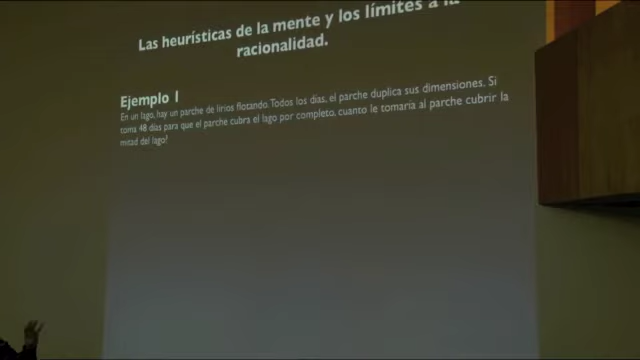 Las heurísticas de la mente y los límites a la
racionalidad.
Ejemplo 1
En un lago, hay un parche de lirios flotando. Todos los días, el parche duplica sus dimensiones. Si
toma 48 días para que el parche cubra el lago por completo, cuanto le tomaría al parche cubrir la
mitad del lago?